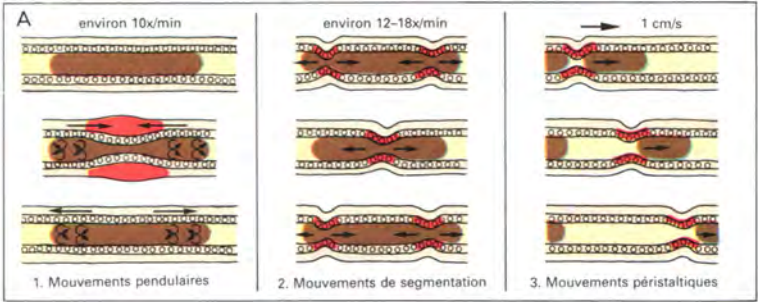 A
environ 10x/min
environ 12–18x/min
1 cm/s
1. Mouvements pendulaires
2. Mouvements de segmentation
3. Mouvements péristaltiques